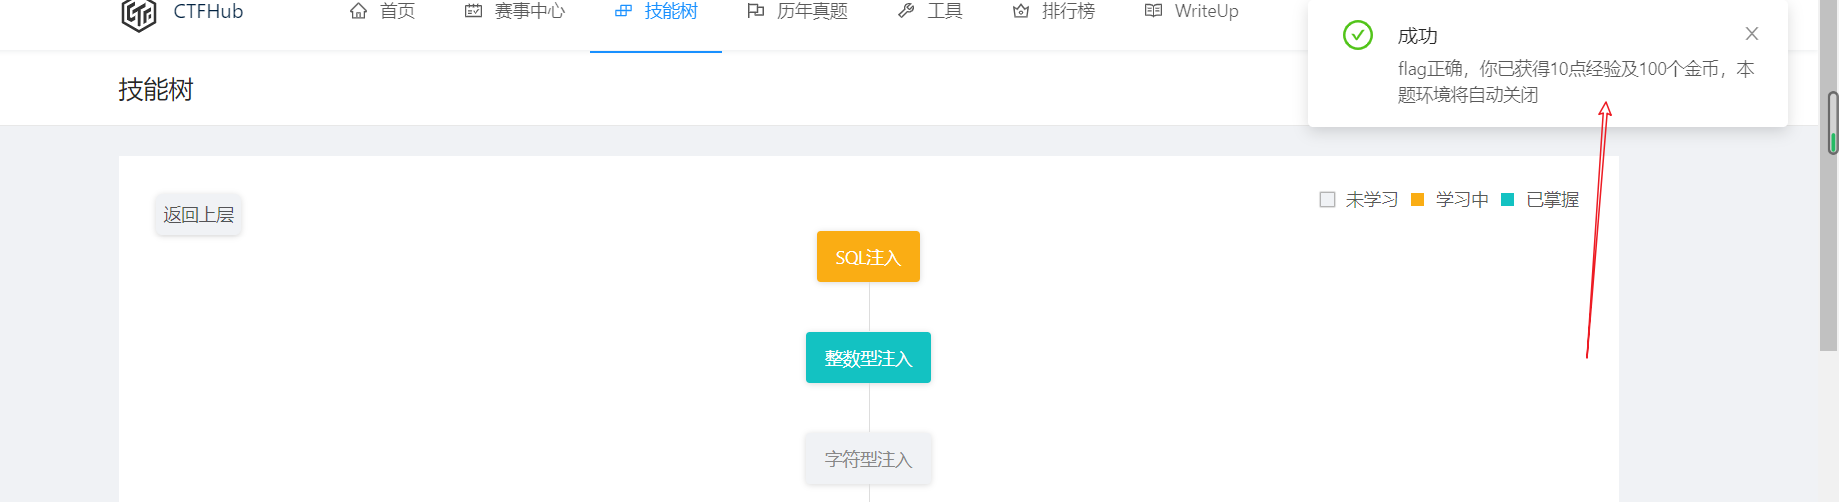 CTFHub 首页 赛事中心 技能树 历年真题 工具 排行榜 WriteUp
成功
flag正确，你已获得10点经验及100个金币，本
题环境将自动关闭
技能树
返回上层
未学习 学习中 已掌握
SQL注入
整数型注入
字符型注入